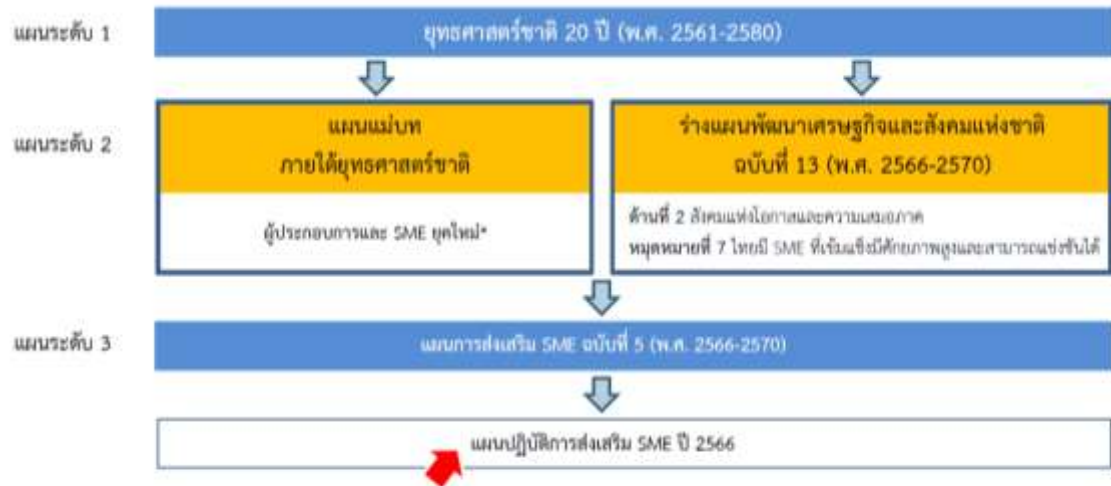 แผนระดับ 1
ยุทธศาสตร์ชาติ 20 ปี (พ.ศ. 2561-2580)
แผนระดับ 2
แผนแม่บท
ภายใต้ยุทธศาสตร์ชาติ
ผู้ประกอบการและ SME ยุคใหม่*
ร่างแผนพัฒนาเศรษฐกิจและสังคมแห่งชาติ
ฉบับที่ 13 (พ.ศ. 2566-2570)
ด้านที่ 2 สังคมแห่งโอกาสและความเสมอภาค
หมุดหมายที่ 7 ไทยมี SME ที่เข้มแข็งมีศักยภาพสูงและสามารถแข่งขันได้
แผนระดับ 3
แผนการส่งเสริม SME ฉบับที่ 5 (พ.ศ. 2566-2570)
แผนปฏิบัติการส่งเสริม SME ปี 2566